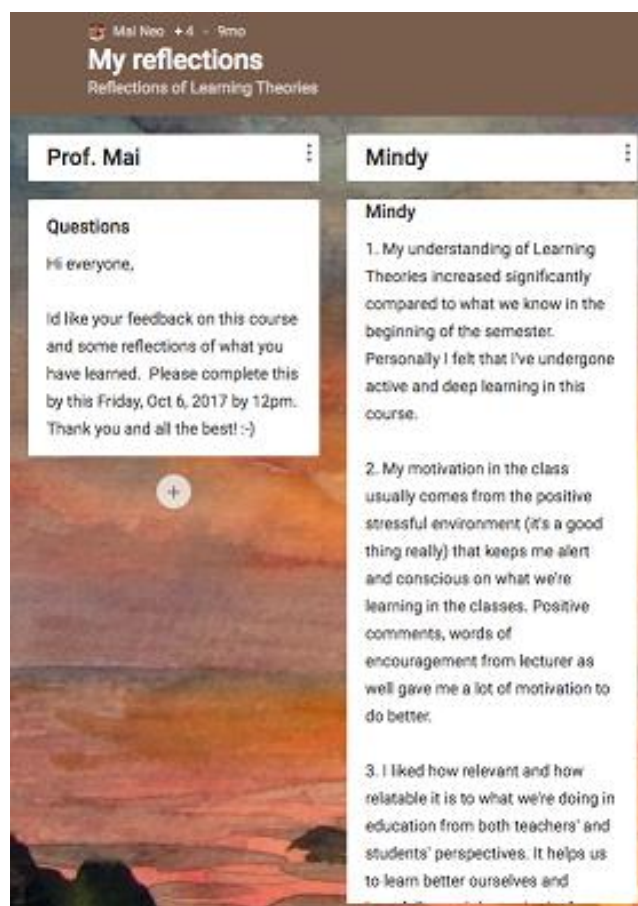 Mai Neo +4 - 9mo
My reflections
Reflections of Learning Theories
Prof. Mai
Questions
Hi everyone,
Id like your feedback on this course
and some reflections of what you
have learned. Please complete this
by this Friday, Oct 6, 2017 by 12pm.
Thank you and all the best! :-)
+
Mindy
Mindy
1. My understanding of Learning
Theories increased significantly
compared to what we know in the
beginning of the semester.
Personally I felt that I've undergone
active and deep learning in this
course.
2. My motivation in the class
usually comes from the positive
stressful environment (it's a good
thing really) that keeps me alert
and conscious on what we're
learning in the classes. Positive
comments, words of
encouragement from lecturer as
well gave me a lot of motivation to
do better.
3. I liked how relevant and how
relatable it is to what we're doing in
education from both teachers' and
students' perspectives. It helps us
to learn better ourselves and